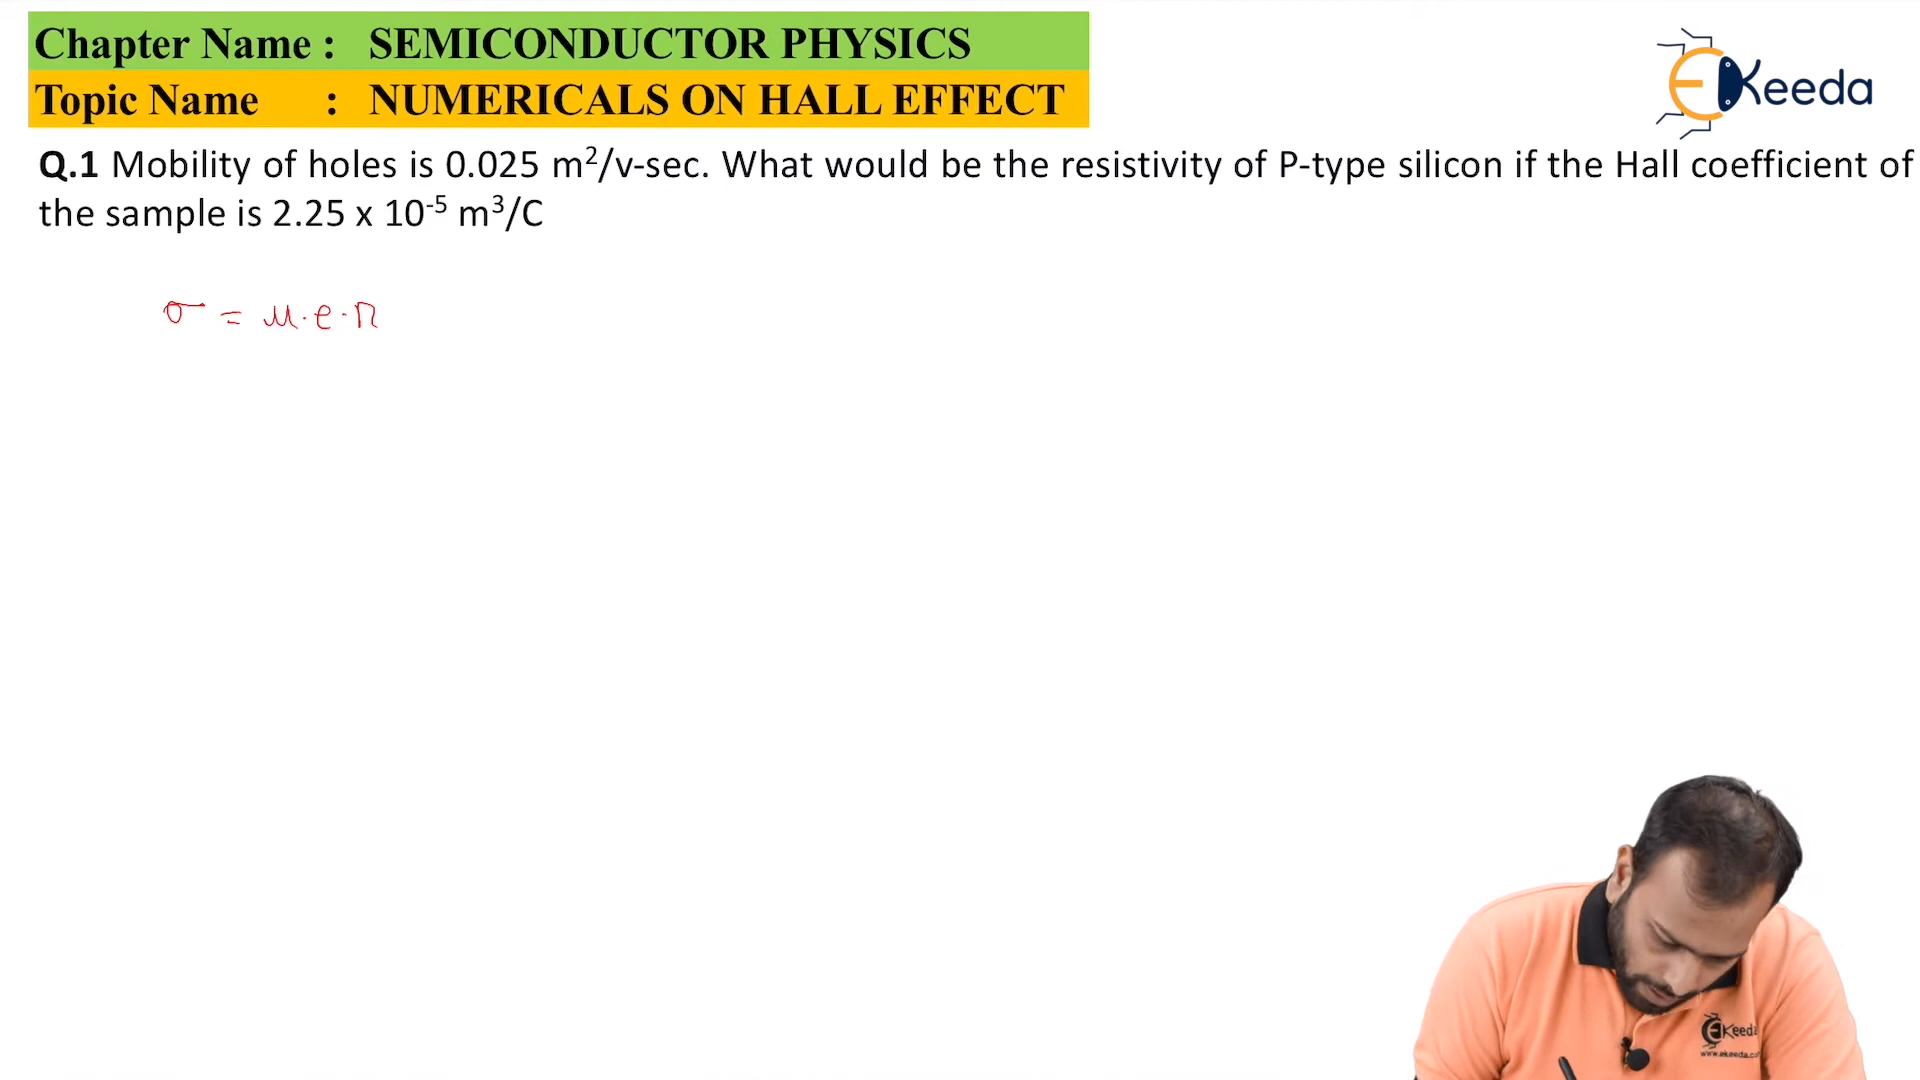 Chapter Name : SEMICONDUCTOR PHYSICS
Topic Name : NUMERICALS ON HALL EFFECT
EKeeda
Q.1 Mobility of holes is 0.025 m²/v-sec. What would be the resistivity of P-type silicon if the Hall coefficient of
the sample is 2.25 x 10⁻⁵ m³/C
σ = μ·e·n
EKeeda